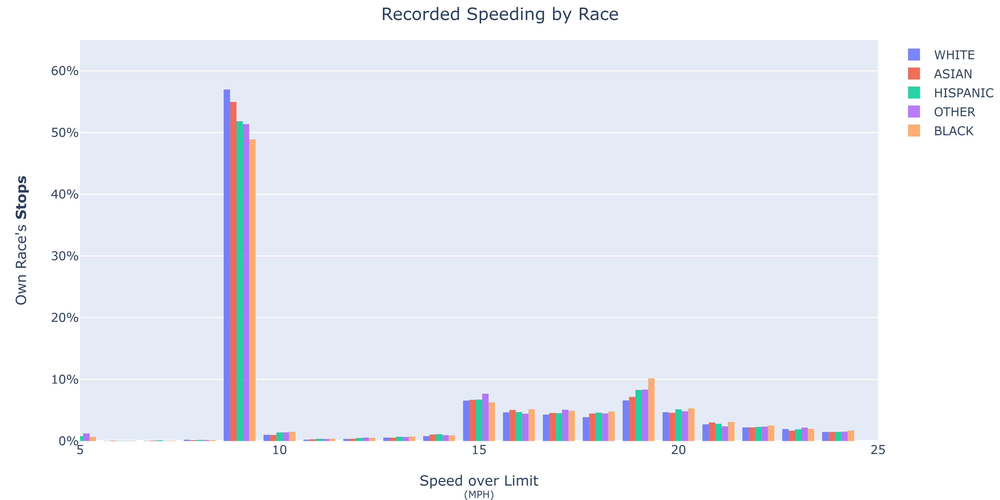 Recorded Speeding by Race
WHITE
ASIAN
HISPANIC
OTHER
BLACK
Own Race's Stops
60%
50%
40%
30%
20%
10%
0%
5
10
15
20
25
Speed over Limit
(MPH)